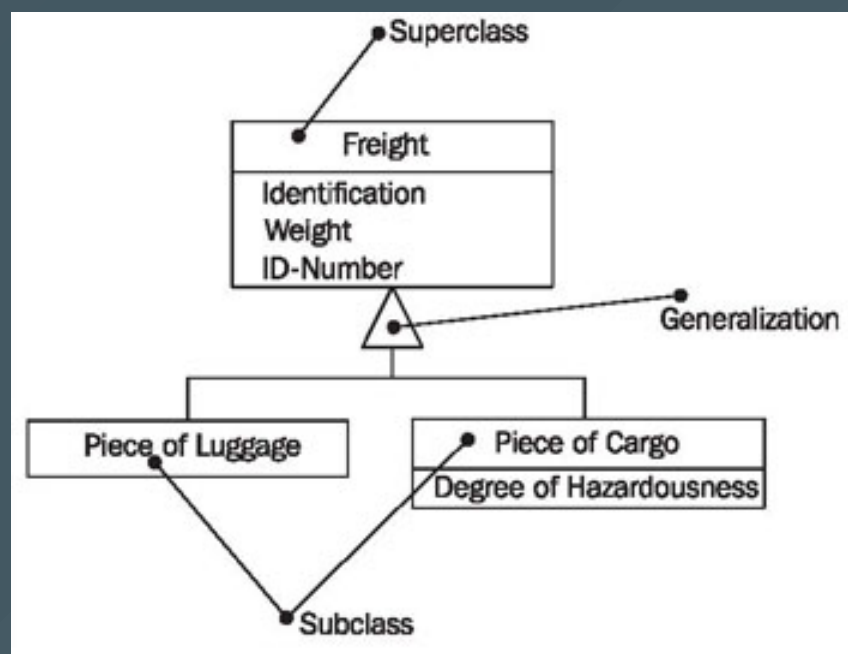 Superclass
Freight
Identification
Weight
ID-Number
Generalization
Piece of Luggage
Piece of Cargo
Degree of Hazardousness
Subclass